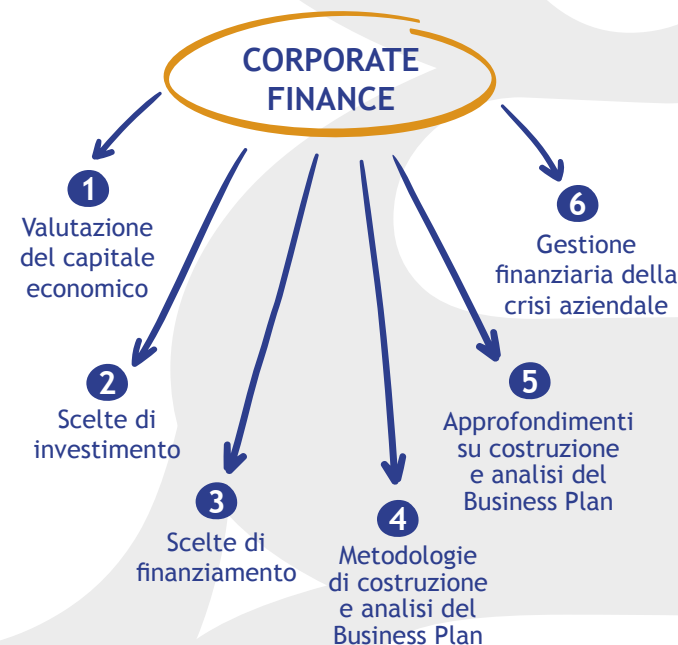 CORPORATE
FINANCE
1
Valutazione
del capitale
economico
2
Scelte di
investimento
3
Scelte di
finanziamento
4
Metodologie
di costruzione
e analisi del
Business Plan
5
Approfondimenti
su costruzione
e analisi del
Business Plan
6
Gestione
finanziaria della
crisi aziendale